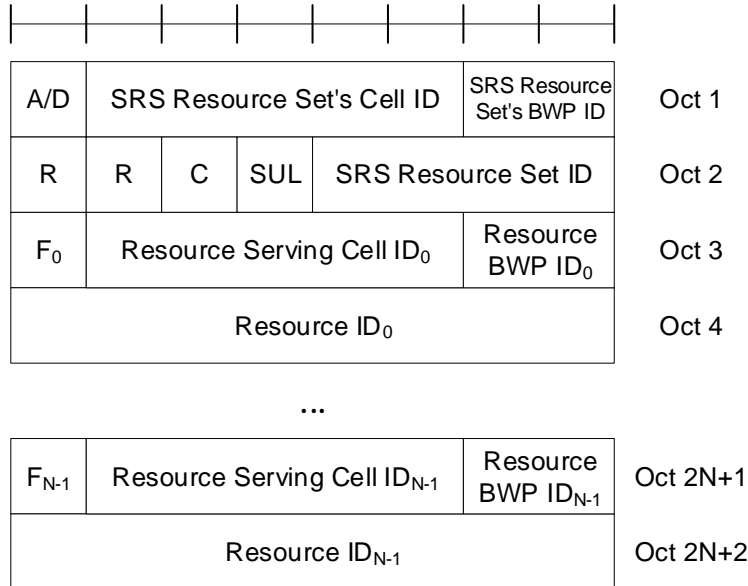 A/D SRS Resource Set's Cell ID SRS Resource Set's BWP ID Oct 1
R R C SUL SRS Resource Set ID Oct 2
F0 Resource Serving Cell ID0 Resource BWP ID0 Oct 3
Resource ID0 Oct 4
...
FN-1 Resource Serving Cell IDN-1 Resource BWP IDN-1 Oct 2N+1
Resource IDN-1 Oct 2N+2